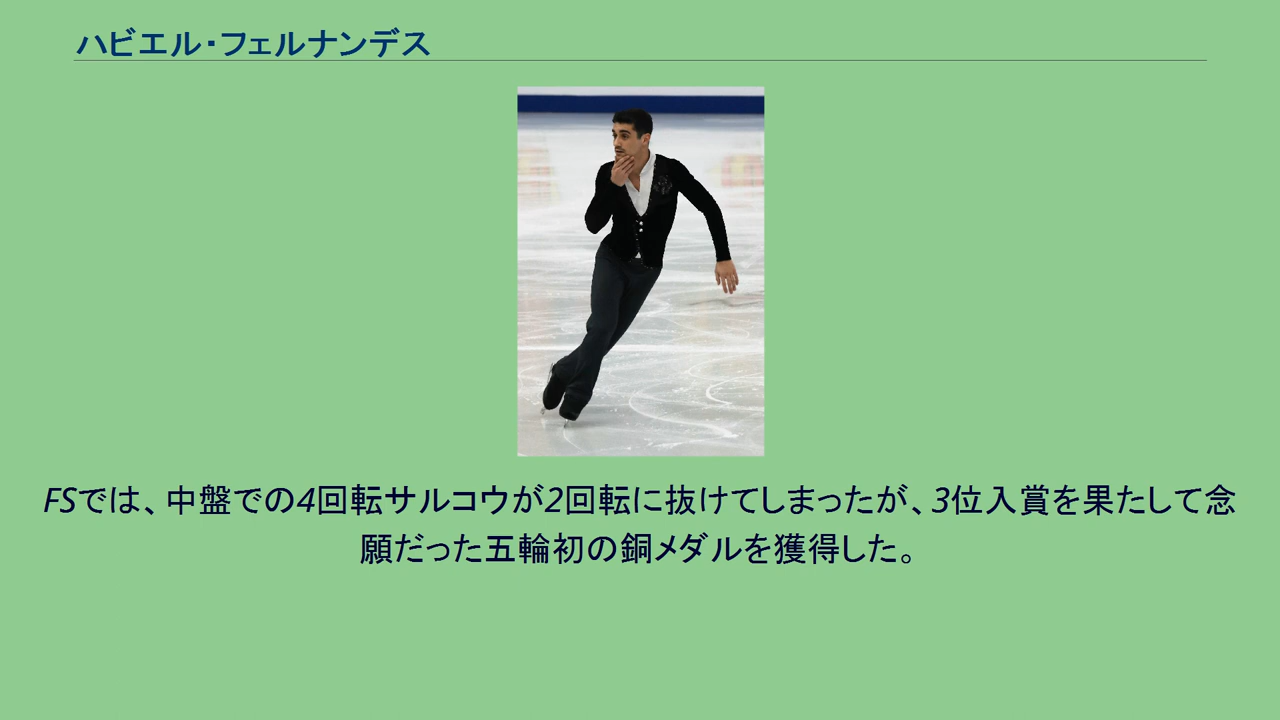 ハビエル・フェルナンデス
FSでは、中盤での4回転サルコウが2回転に抜けてしまったが、3位入賞を果たして念
願だった五輪初の銅メダルを獲得した。